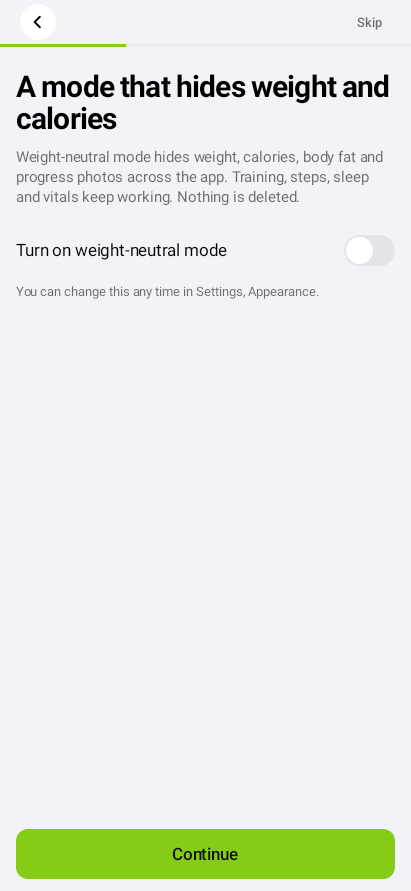 Skip
A mode that hides weight and
calories
Weight-neutral mode hides weight, calories, body fat and
progress photos across the app. Training, steps, sleep
and vitals keep working. Nothing is deleted.
Turn on weight-neutral mode
You can change this any time in Settings, Appearance.
Continue